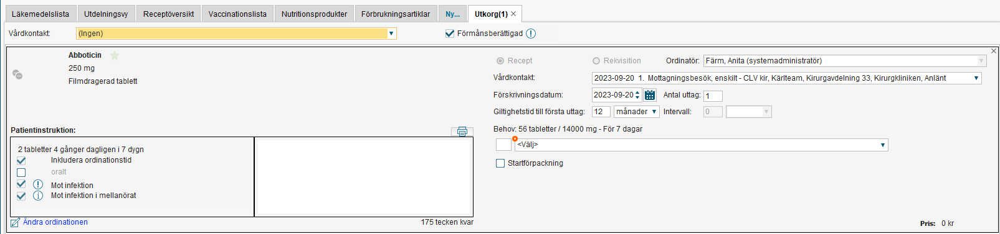 Läkemedelslista Utdelningsvy Receptöversikt Vaccinationslista Nutritionsprodukter Förbrukningsartiklar Ny... Utkorg(1)
Vårdkontakt: (Ingen) Förmånsberättigad
Abboticin
250 mg
Filmdragerad tablett
Recept Rekvisition Ordinatör: Färm, Anita (systemadministratör)
Vårdkontakt: 2023-09-20 1. Mottagningsbesök, enskilt - CLV kir, Kärlteam, Kirurgavdelning 33, Kirurgkliniken, Anlänt
Förskrivningsdatum: 2023-09-20 Antal uttag: 1
Giltighetstid till första uttag: 12 månader Intervall: 0
Behov: 56 tabletter / 14000 mg - För 7 dagar
<Välj>
Startförpackning
Patientinstruktion:
2 tabletter 4 gånger dagligen i 7 dygn
Inkludera ordinationstid
oralt
Mot infektion
Mot infektion i mellanörat
Ändra ordinationen 175 tecken kvar
Pris: 0 kr